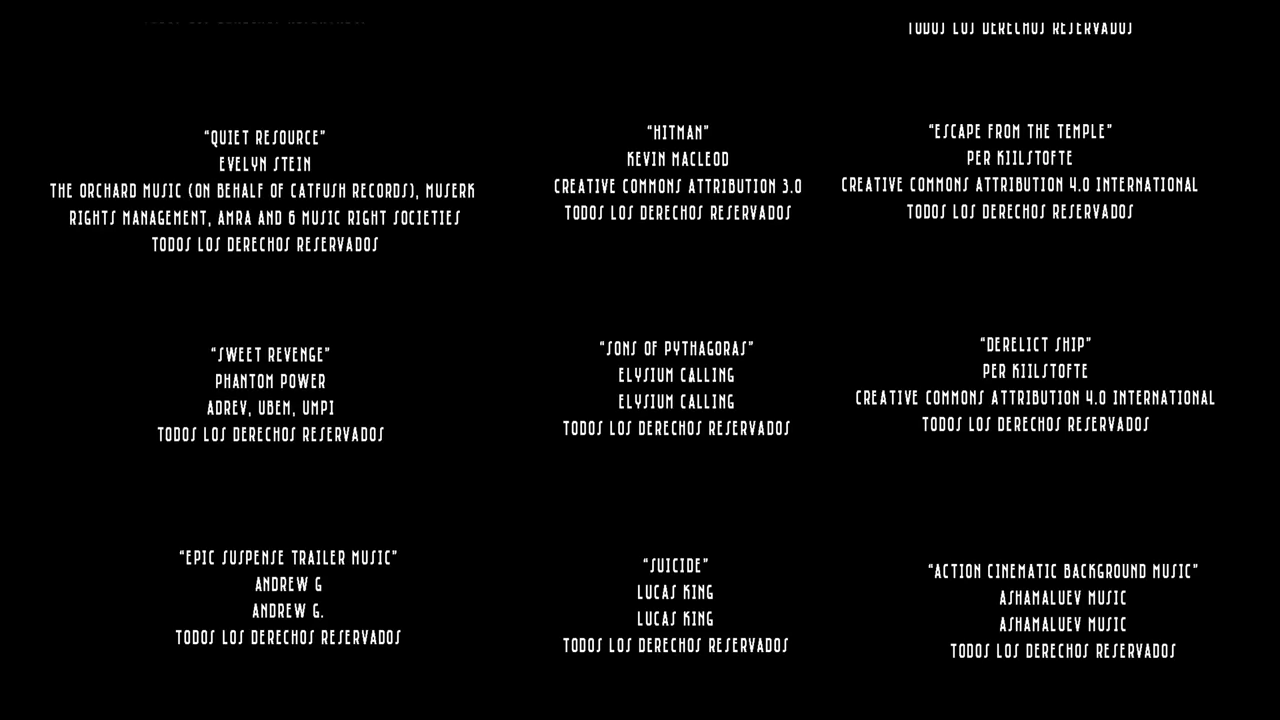 TODOS LOS DERECHOS RESERVADOS
TODOS LOS DERECHOS RESERVADOS
“QUIET RESOURCE”
EVELYN STEIN
THE ORCHARD MUSIC (ON BEHALF OF CATFUSH RECORDS), MUSERK
RIGHTS MANAGEMENT, AMRA AND 6 MUSIC RIGHT SOCIETIES
TODOS LOS DERECHOS RESERVADOS
“HITMAN”
KEVIN MACLEOD
CREATIVE COMMONS ATTRIBUTION 3.0
TODOS LOS DERECHOS RESERVADOS
“ESCAPE FROM THE TEMPLE”
PER KIILSTOFTE
CREATIVE COMMONS ATTRIBUTION 4.0 INTERNATIONAL
TODOS LOS DERECHOS RESERVADOS
“SWEET REVENGE”
PHANTOM POWER
ADREV, UBEM, UMPI
TODOS LOS DERECHOS RESERVADOS
“SONS OF PYTHAGORAS”
ELYSIUM CALLING
ELYSIUM CALLING
TODOS LOS DERECHOS RESERVADOS
“DERELICT SHIP”
PER KIILSTOFTE
CREATIVE COMMONS ATTRIBUTION 4.0 INTERNATIONAL
TODOS LOS DERECHOS RESERVADOS
“EPIC SUSPENSE TRAILER MUSIC”
ANDREW G
ANDREW G.
TODOS LOS DERECHOS RESERVADOS
“SUICIDE”
LUCAS KING
LUCAS KING
TODOS LOS DERECHOS RESERVADOS
“ACTION CINEMATIC BACKGROUND MUSIC”
ASHAMALUEV MUSIC
ASHAMALUEV MUSIC
TODOS LOS DERECHOS RESERVADOS